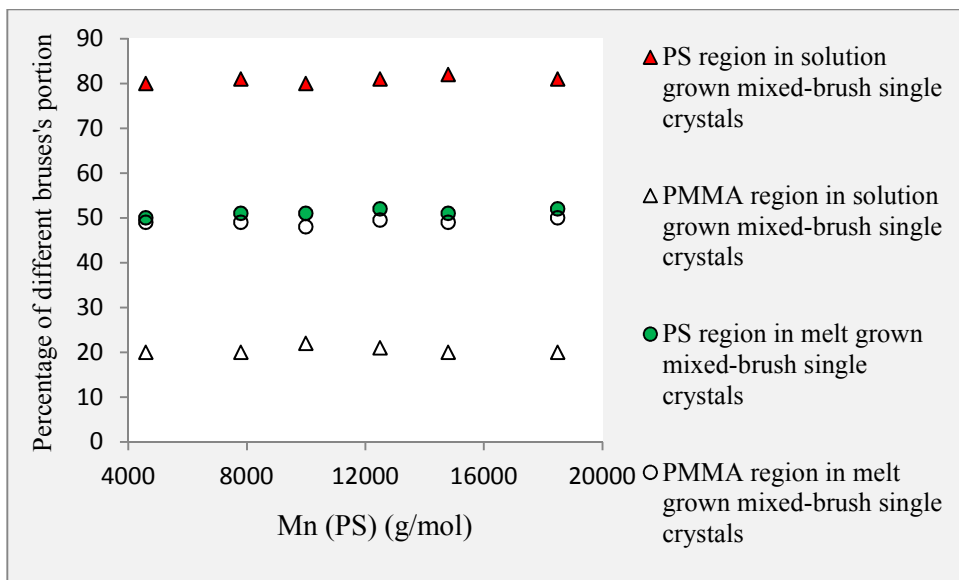 Percentage of different bruses's portion
90
80
70
60
50
40
30
20
10
0
4000
8000
12000
16000
20000
Mn (PS) (g/mol)
PS region in solution
grown mixed-brush single
crystals
PMMA region in solution
grown mixed-brush single
crystals
PS region in melt grown
mixed-brush single
crystals
PMMA region in melt
grown mixed-brush single
crystals